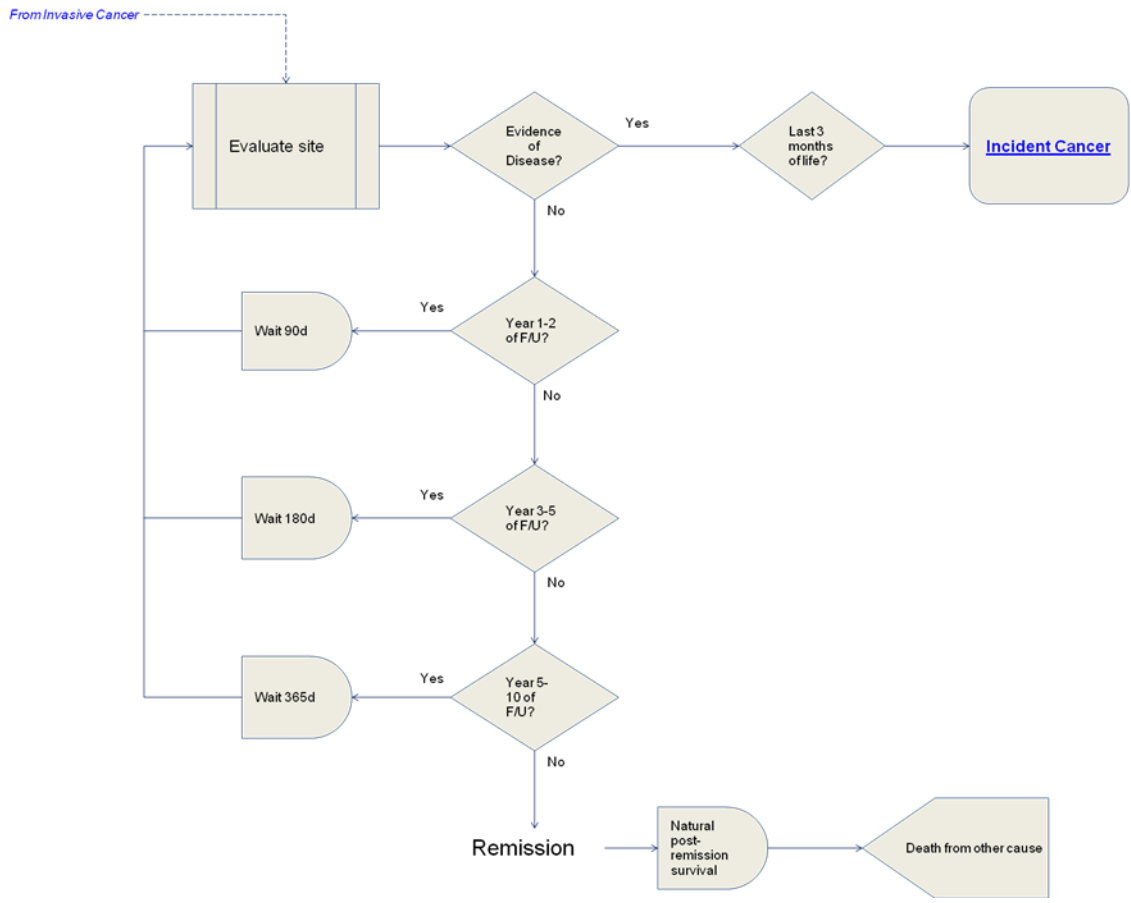 From Invasive Cancer
Evaluate site
Evidence
of
Disease?
Yes
Last 3
months
of life?
Incident Cancer
No
Year 1-2
of F/U?
Yes
Wait 90d
No
Year 3-5
of F/U?
Yes
Wait 180d
No
Year 5-
10 of
F/U?
Yes
Wait 365d
No
Remission
Natural
post-
remission
survival
Death from other cause